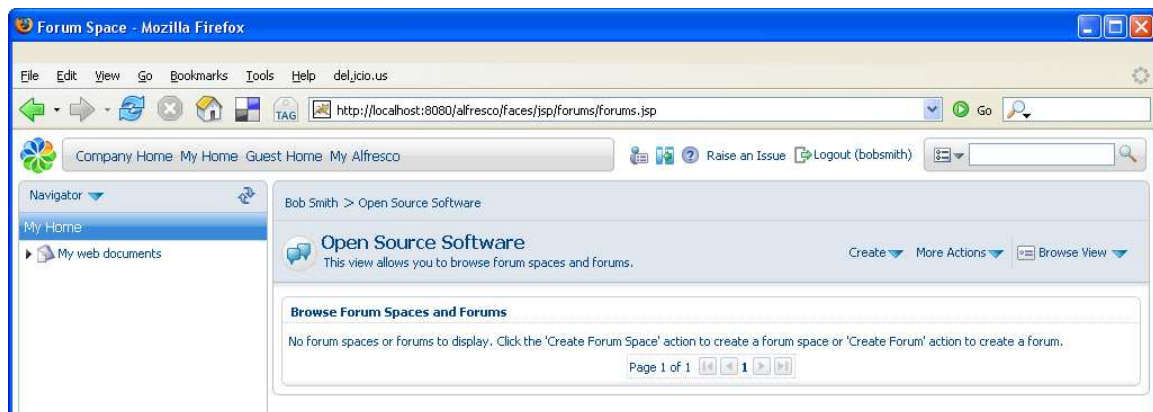 Forum Space - Mozilla Firefox
File Edit View Go Bookmarks Tools Help del.icio.us
TAG http://localhost:8080/alfresco/faces/jsp/forums/forums.jsp Go
Company Home My Home Guest Home My Alfresco Raise an Issue Logout (bobsmith)
Navigator
Bob Smith > Open Source Software
My Home
My web documents
Open Source Software
This view allows you to browse forum spaces and forums.
Create More Actions Browse View
Browse Forum Spaces and Forums
No forum spaces or forums to display. Click the 'Create Forum Space' action to create a forum space or 'Create Forum' action to create a forum.
Page 1 of 1 1